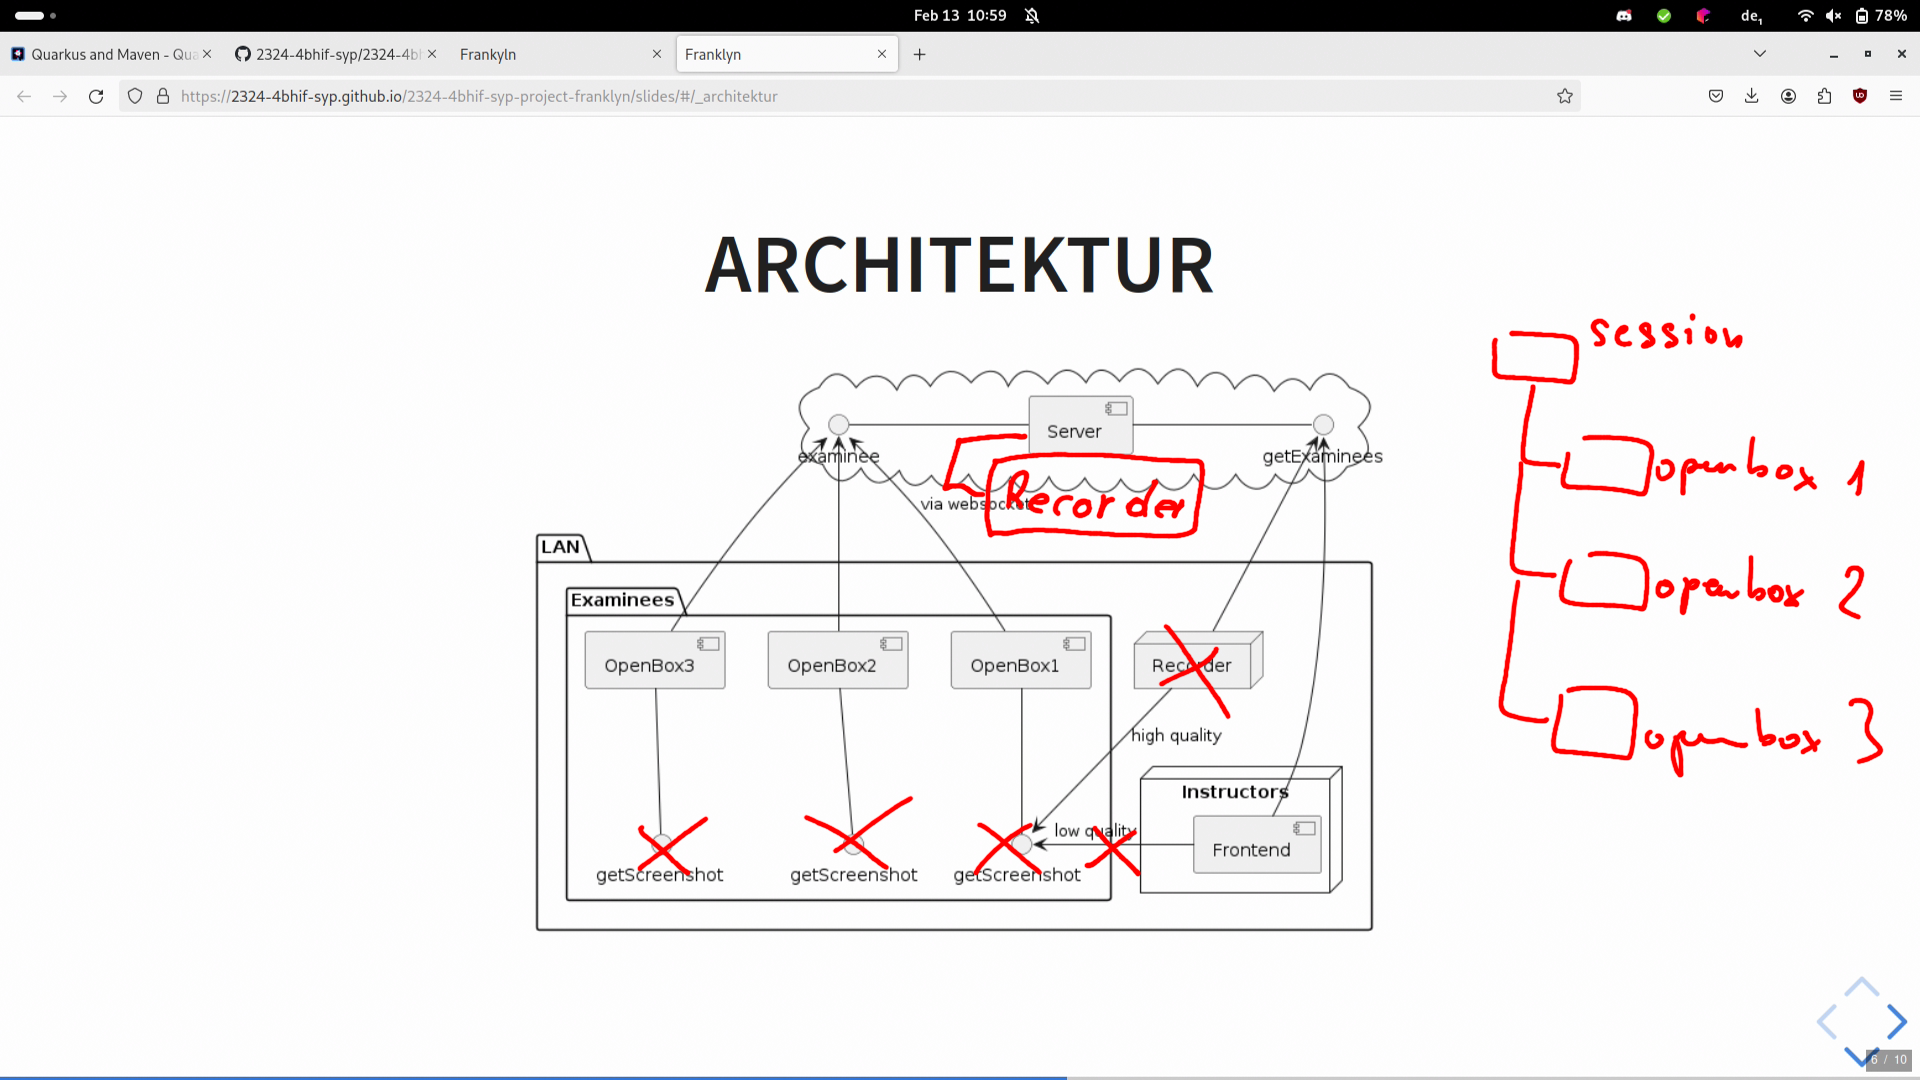 Feb 13 10:59
de1
78%
Quarkus and Maven - Qua
2324-4bhif-syp/2324-4b
Frankyln
Franklyn
https://2324-4bhif-syp.github.io/2324-4bhif-syp-project-franklyn/slides/#/_architektur
ARCHITEKTUR
session
Server
examinee
getExaminees
openbox 1
via websocket
Recorder
LAN
Examinees
openbox 2
OpenBox3
OpenBox2
OpenBox1
Recorder
high quality
openbox 3
Instructors
low quality
Frontend
getScreenshot
getScreenshot
getScreenshot
6 / 10